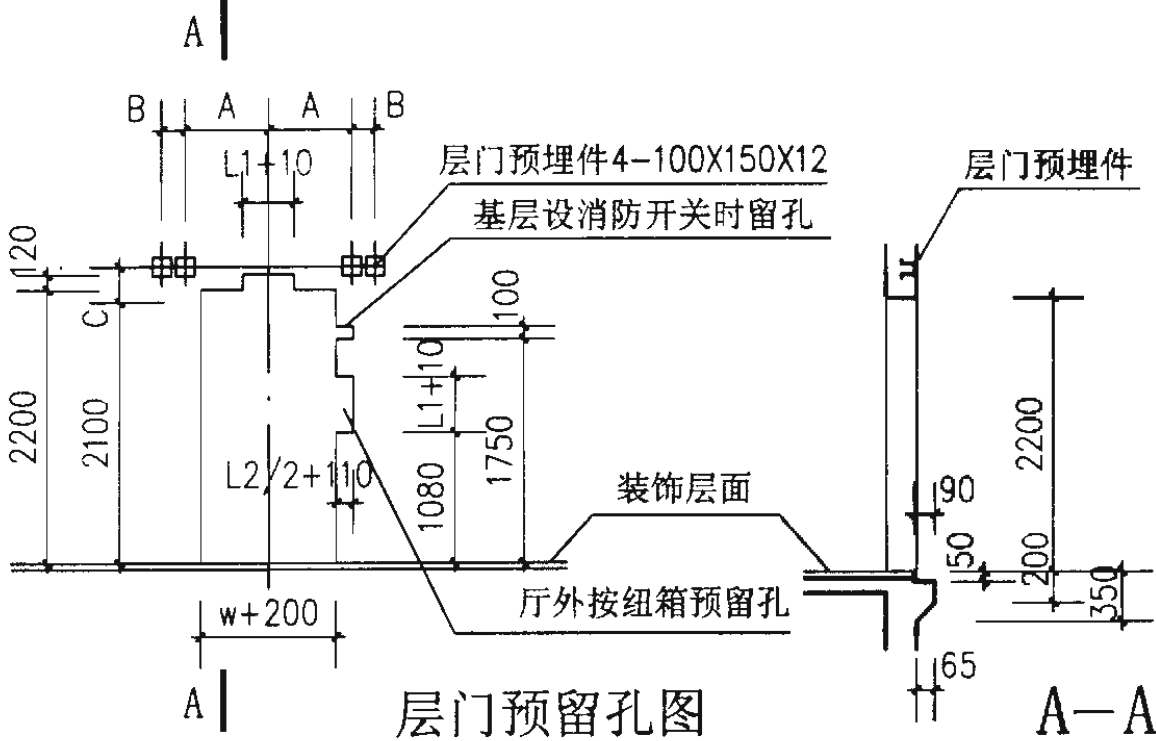 A
B A A B
L1+10
层门预埋件4-100X150X12
层门预埋件
基层设消防开关时留孔
120
C
100
L1+10
2200
2100
L2/2+110
1080
1750
装饰层面
2200
90
50
200
350
w+200
厅外按纽箱预留孔
65
A
层门预留孔图
A-A